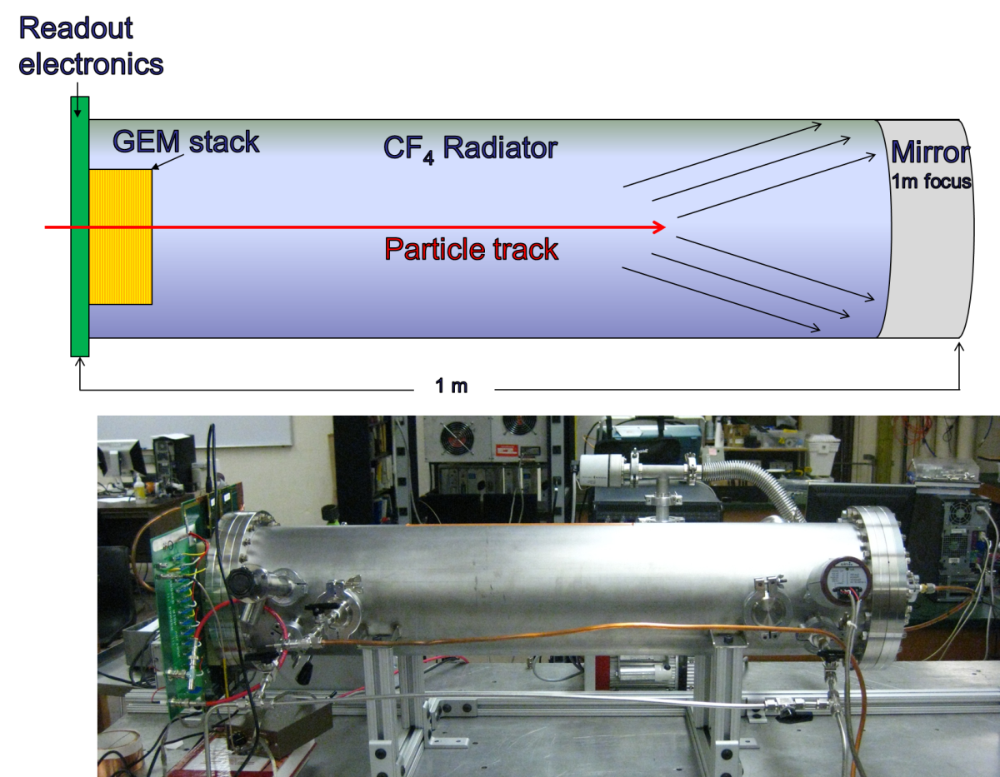 Readout
electronics
GEM stack
CF₄ Radiator
Mirror
1m focus
Particle track
1 m